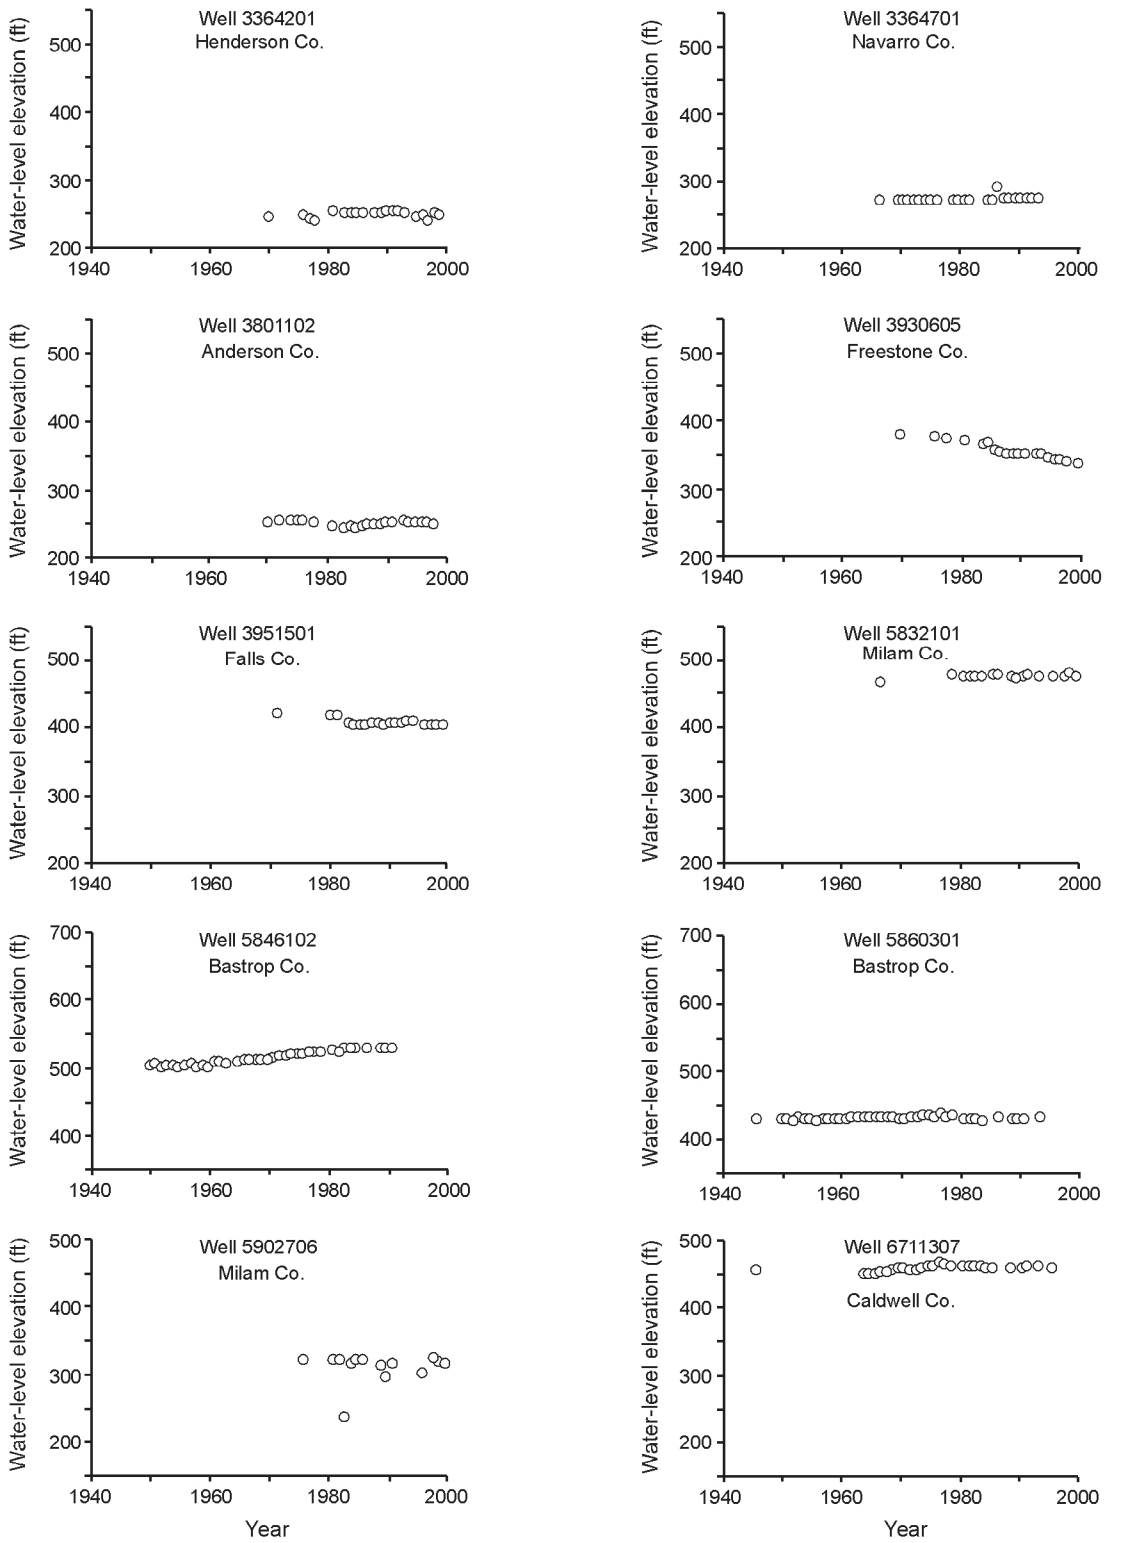 Well 3364201
Henderson Co.
Water-level elevation (ft)
500
400
300
200
1940
1960
1980
2000
Well 3364701
Navarro Co.
Water-level elevation (ft)
500
400
300
200
1940
1960
1980
2000
Well 3801102
Anderson Co.
Water-level elevation (ft)
500
400
300
200
1940
1960
1980
2000
Well 3930605
Freestone Co.
Water-level elevation (ft)
500
400
300
200
1940
1960
1980
2000
Well 3951501
Falls Co.
Water-level elevation (ft)
500
400
300
200
1940
1960
1980
2000
Well 5832101
Milam Co.
Water-level elevation (ft)
500
400
300
200
1940
1960
1980
2000
Well 5846102
Bastrop Co.
Water-level elevation (ft)
700
600
500
400
1940
1960
1980
2000
Well 5860301
Bastrop Co.
Water-level elevation (ft)
700
600
500
400
1940
1960
1980
2000
Well 5902706
Milam Co.
Water-level elevation (ft)
500
400
300
200
1940
1960
1980
2000
Year
Well 6711307
Caldwell Co.
Water-level elevation (ft)
500
400
300
200
1940
1960
1980
2000
Year